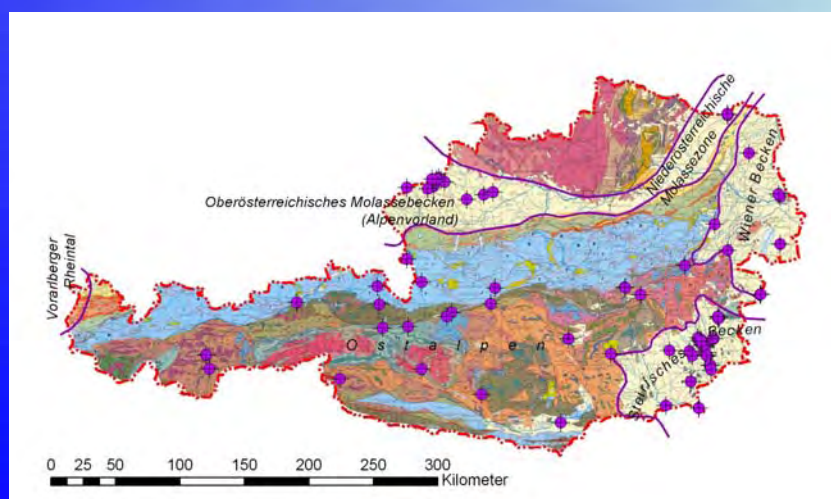 Niederösterreichische
Molassezone
Wiener Becken
Oberösterreichisches Molassebecken
(Alpenvorland)
Vorarlberger
Rheintal
Ostalpen
Steirisches Becken
0 25 50 100 150 200 250 300
Kilometer